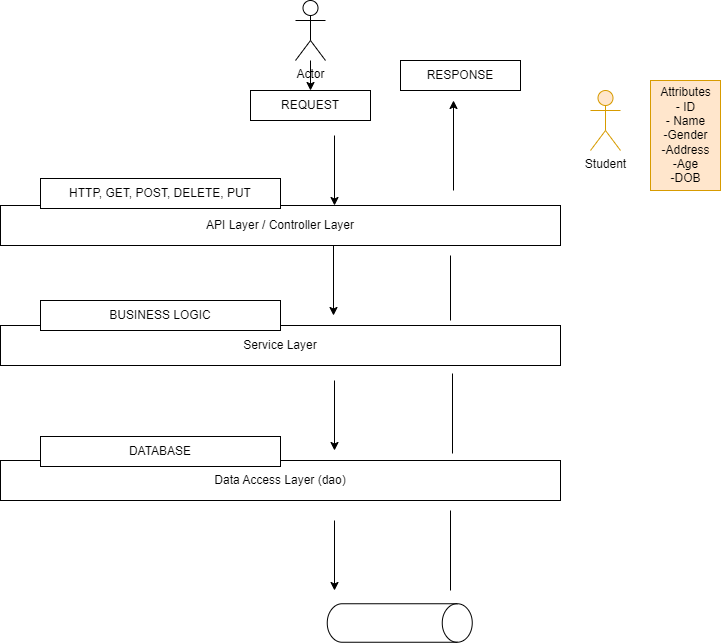 Actor
RESPONSE
REQUEST
Attributes
- ID
- Name
-Gender
-Address
-Age
-DOB
Student
HTTP, GET, POST, DELETE, PUT
API Layer / Controller Layer
BUSINESS LOGIC
Service Layer
DATABASE
Data Access Layer (dao)